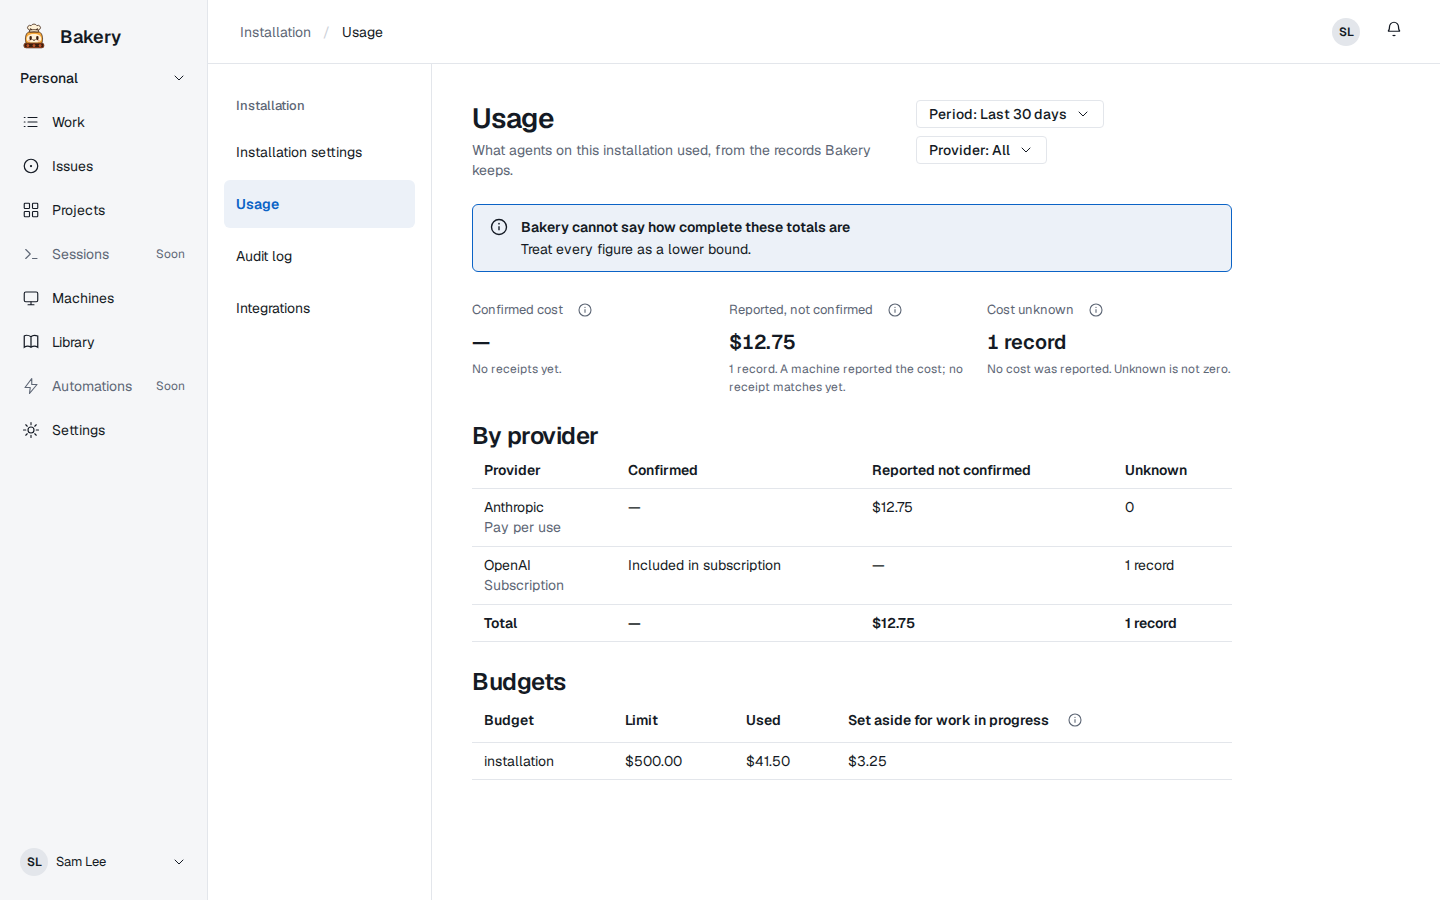 Bakery
Personal
Work
Issues
Projects
Sessions Soon
Machines
Library
Automations Soon
Settings
SL Sam Lee
Installation / Usage
SL
Installation
Installation settings
Usage
Audit log
Integrations
Usage
What agents on this installation used, from the records Bakery
keeps.
Period: Last 30 days
Provider: All
Bakery cannot say how complete these totals are
Treat every figure as a lower bound.
Confirmed cost
—
No receipts yet.
Reported, not confirmed
$12.75
1 record. A machine reported the cost; no
receipt matches yet.
Cost unknown
1 record
No cost was reported. Unknown is not zero.
By provider
Provider Confirmed Reported not confirmed Unknown
Anthropic — $12.75 0
Pay per use
OpenAI Included in subscription — 1 record
Subscription
Total — $12.75 1 record
Budgets
Budget Limit Used Set aside for work in progress
installation $500.00 $41.50 $3.25